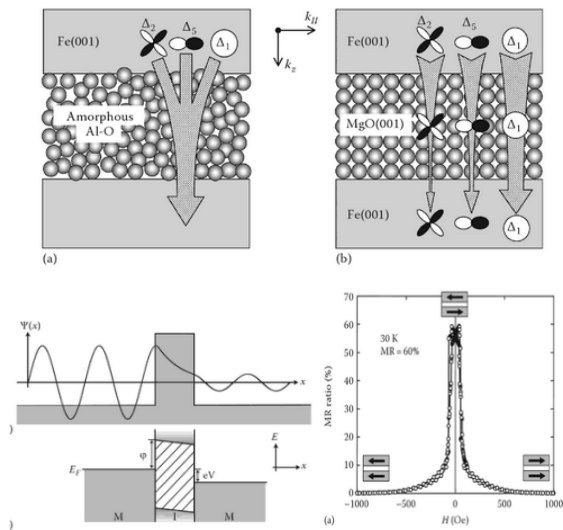 Δ2 Δ5 Δ1
Fe(001)
Amorphous
Al-O
(a)
k//
kz
Δ2 Δ5 Δ1
Fe(001)
MgO(001)
Δ1
Fe(001)
Δ1
(b)
Ψ(x)
x
)
φ
E
x
EF
eV
M I M
)
MR ratio (%)
70
60
50
40
30
20
10
0
30 K
MR = 60%
−1000 −500 0 500 1000
(a)
H (Oe)